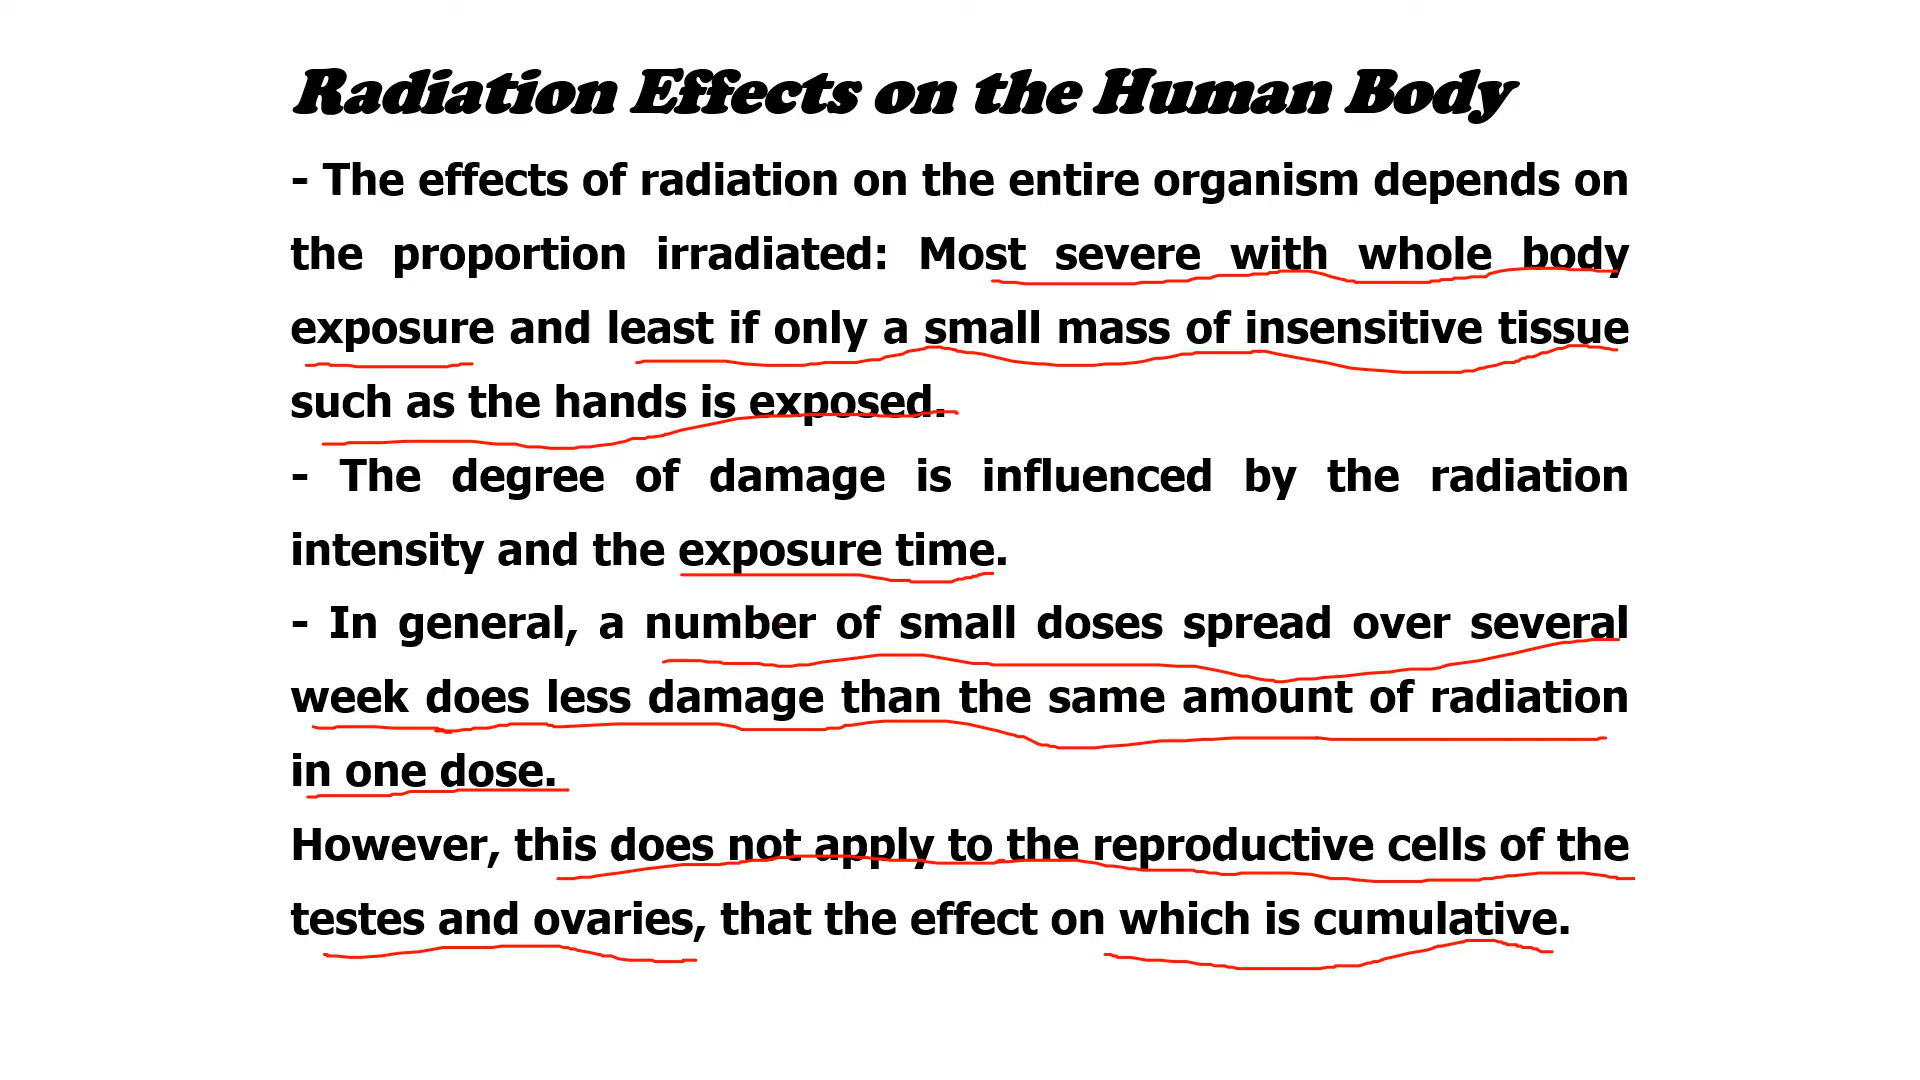 Radiation Effects on the Human Body
- The effects of radiation on the entire organism depends on
the proportion irradiated: Most severe with whole body
exposure and least if only a small mass of insensitive tissue
such as the hands is exposed.
- The degree of damage is influenced by the radiation
intensity and the exposure time.
- In general, a number of small doses spread over several
week does less damage than the same amount of radiation
in one dose.
However, this does not apply to the reproductive cells of the
testes and ovaries, that the effect on which is cumulative.